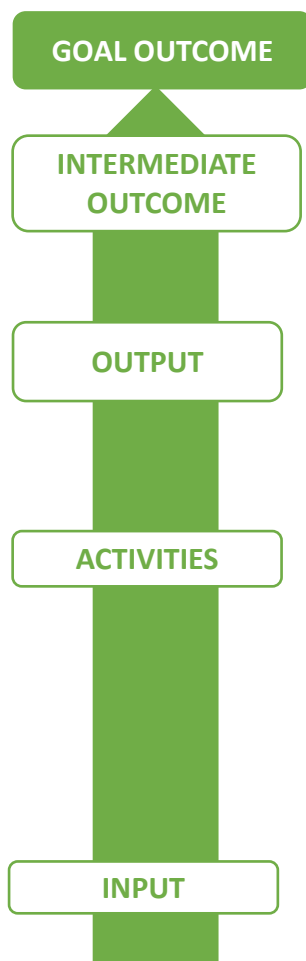 GOAL OUTCOME
INTERMEDIATE
OUTCOME
OUTPUT
ACTIVITIES
INPUT